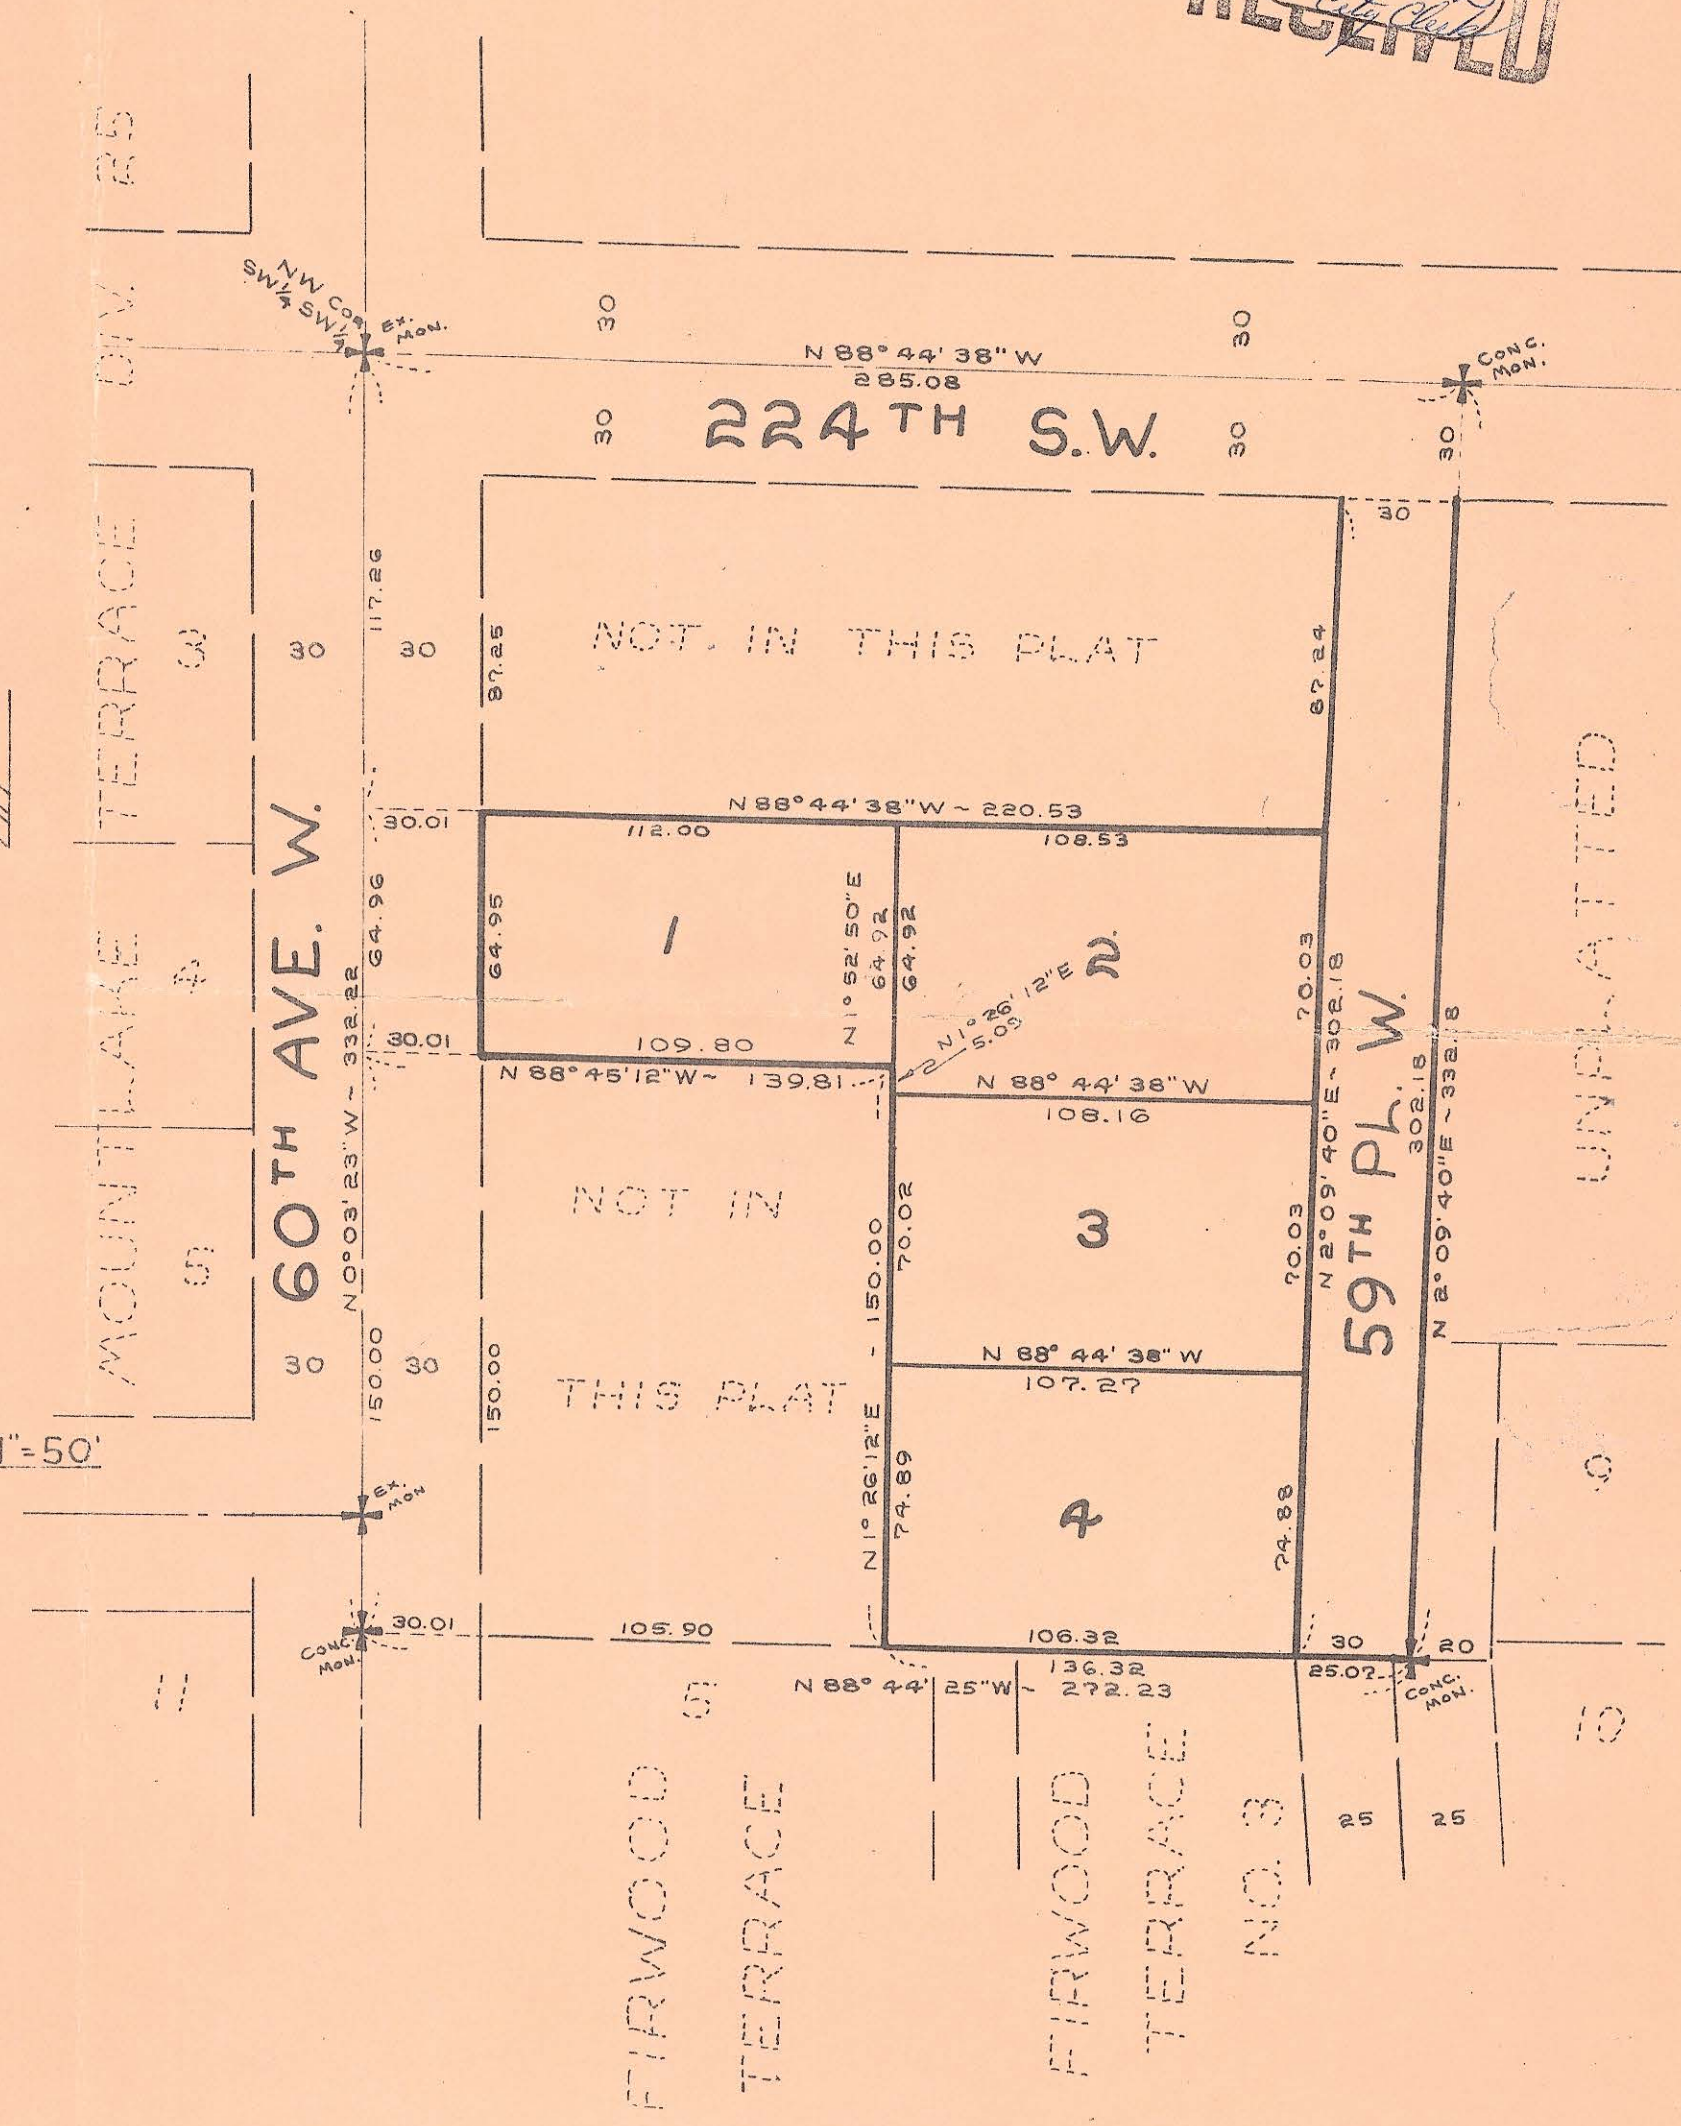 RECEIVED
City Clerk
DIV. 25
NW COR
SW¼ SW¼
EX. MON.
30
30
N 88° 44' 38" W
285.08
CONC. MON.
30
224TH S.W.
30
30
30
MOUNTLAKE TERRACE
3
30
117.26
30
87.25
NOT IN THIS PLAT
87.24
UNPLATTED
60TH AVE. W.
30.01
N 88° 44' 38" W ~ 220.53
112.00
108.53
4
64.96
64.95
1
N 1° 52' 50" E
64.92
64.92
N 1° 26' 12" E
5.09
2
70.03
N 2° 09' 40" E ~ 302.18
59TH PL. W.
302.18
N 2° 09' 40" E ~ 332.18
30.01
109.80
N 88° 45' 12" W ~ 139.81
N 88° 44' 38" W
108.16
N 0° 03' 23" W ~ 332.22
5
NOT IN
THIS PLAT
70.02
3
70.03
30
150.00
30
150.00
N 1° 26' 12" E - 150.00
N 88° 44' 38" W
107.27
1"=50'
EX. MON
74.89
4
74.88
9
CONC. MON.
30.01
105.90
106.32
30
20
136.32
25.07
CONC. MON.
N 88° 44' 25" W ~ 272.23
11
10
FIRWOOD
TERRACE
FIRWOOD
TERRACE
NO. 3
25
25